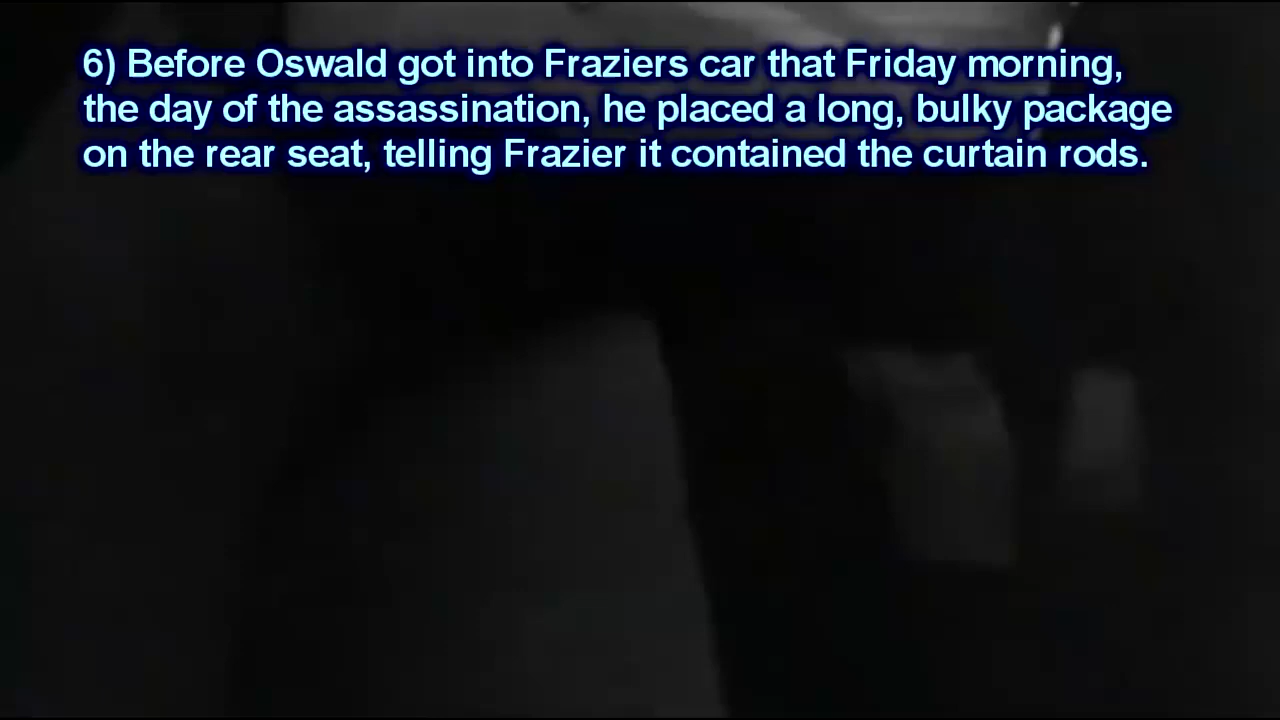 6) Before Oswald got into Fraziers car that Friday morning,
the day of the assassination, he placed a long, bulky package
on the rear seat, telling Frazier it contained the curtain rods.